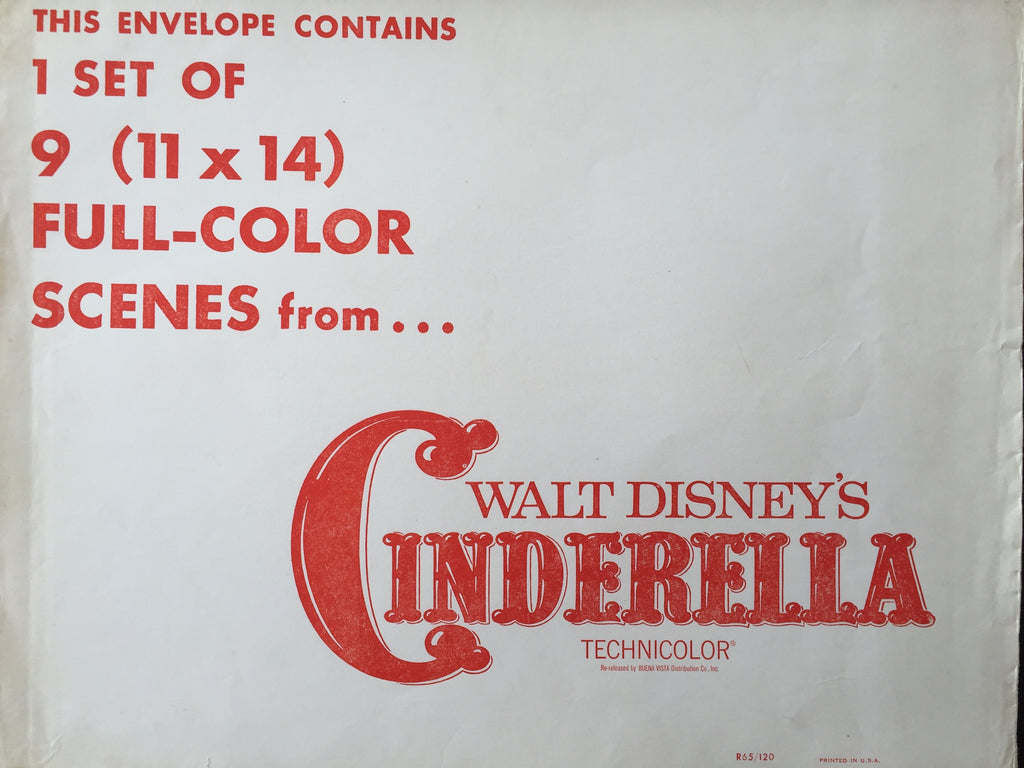 THIS ENVELOPE CONTAINS
1 SET OF
9 (11 x 14)
FULL-COLOR
SCENES from...
WALT DISNEY'S
CINDERELLA
TECHNICOLOR®
Re-released by BUENA VISTA Distribution Co., Inc.
R65/120 PRINTED IN U.S.A.